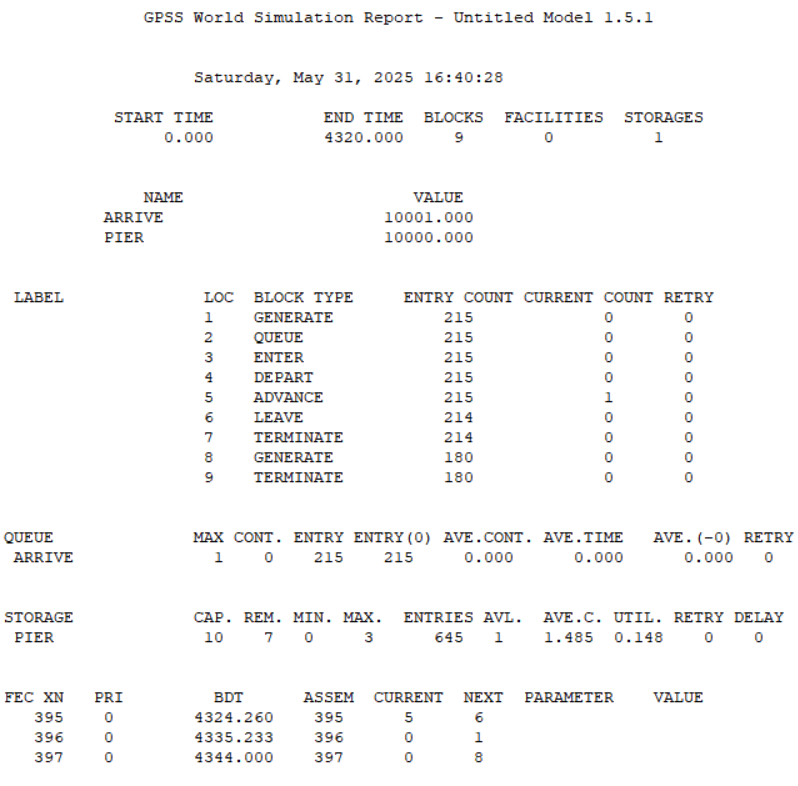 GPSS World Simulation Report - Untitled Model 1.5.1
Saturday, May 31, 2025 16:40:28
START TIME END TIME BLOCKS FACILITIES STORAGES
0.000 4320.000 9 0 1
NAME VALUE
ARRIVE 10001.000
PIER 10000.000
LABEL LOC BLOCK TYPE ENTRY COUNT CURRENT COUNT RETRY
1 GENERATE 215 0 0
2 QUEUE 215 0 0
3 ENTER 215 0 0
4 DEPART 215 0 0
5 ADVANCE 215 1 0
6 LEAVE 214 0 0
7 TERMINATE 214 0 0
8 GENERATE 180 0 0
9 TERMINATE 180 0 0
QUEUE MAX CONT. ENTRY ENTRY(0) AVE.CONT. AVE.TIME AVE.(-0) RETRY
ARRIVE 1 0 215 215 0.000 0.000 0.000 0
STORAGE CAP. REM. MIN. MAX. ENTRIES AVL. AVE.C. UTIL. RETRY DELAY
PIER 10 7 0 3 645 1 1.485 0.148 0 0
FEC XN PRI BDT ASSEM CURRENT NEXT PARAMETER VALUE
395 0 4324.260 395 5 6
396 0 4335.233 396 0 1
397 0 4344.000 397 0 8